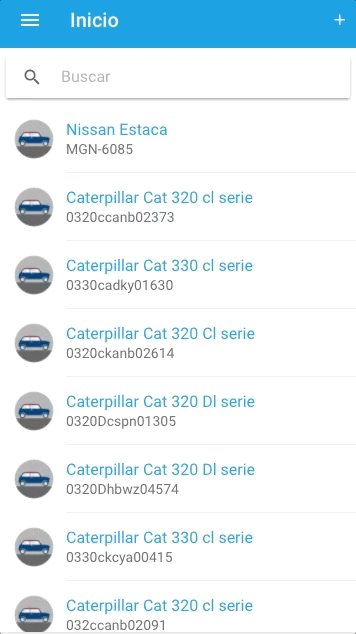 Inicio
Buscar
Nissan Estaca
MGN-6085
Caterpillar Cat 320 cl serie
0320ccanb02373
Caterpillar Cat 330 cl serie
0330cadky01630
Caterpillar Cat 320 Cl serie
0320ckanb02614
Caterpillar Cat 320 Dl serie
0320Dcspn01305
Caterpillar Cat 320 Dl serie
0320Dhbwz04574
Caterpillar Cat 330 cl serie
0330ckcya00415
Caterpillar Cat 320 cl serie
032ccanb02091